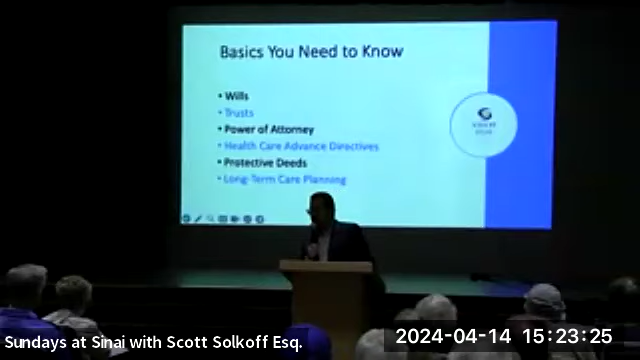 Basics You Need to Know
• Wills
• Trusts
• Power of Attorney
• Health Care Advance Directives
• Protective Deeds
• Long-Term Care Planning
Sundays at Sinai with Scott Solkoff Esq.
2024-04-14 15:23:25